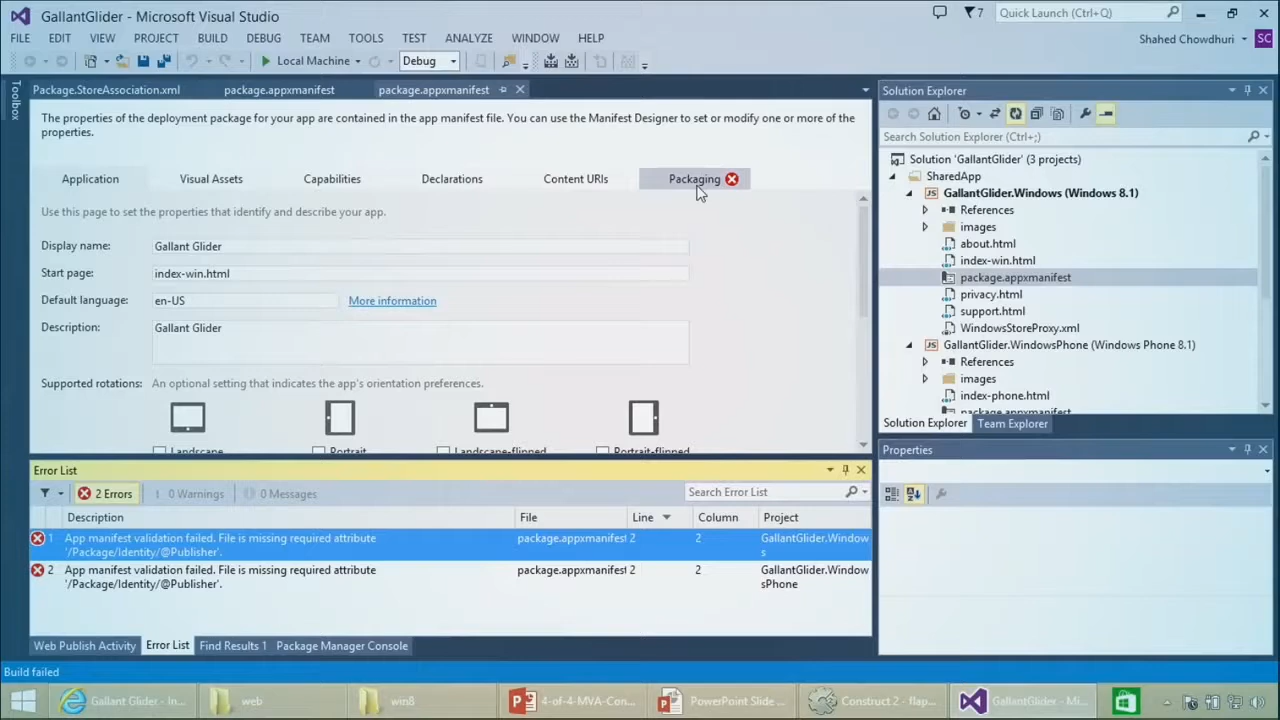 GallantGlider - Microsoft Visual Studio
7
Quick Launch (Ctrl+Q)
FILE EDIT VIEW PROJECT BUILD DEBUG TEAM TOOLS TEST ANALYZE WINDOW HELP
Shahed Chowdhuri SC
Local Machine Debug
Toolbox
Package.StoreAssociation.xml package.appxmanifest package.appxmanifest
The properties of the deployment package for your app are contained in the app manifest file. You can use the Manifest Designer to set or modify one or more of the
properties.
Application Visual Assets Capabilities Declarations Content URIs Packaging
Use this page to set the properties that identify and describe your app.
Display name: Gallant Glider
Start page: index-win.html
Default language: en-US More information
Description: Gallant Glider
Supported rotations: An optional setting that indicates the app's orientation preferences.
Landscape Portrait Landscape-flipped Portrait-flipped
Solution Explorer
Search Solution Explorer (Ctrl+;)
Solution 'GallantGlider' (3 projects)
SharedApp
JS GallantGlider.Windows (Windows 8.1)
References
images
about.html
index-win.html
package.appxmanifest
privacy.html
support.html
WindowsStoreProxy.xml
JS GallantGlider.WindowsPhone (Windows Phone 8.1)
References
images
index-phone.html
package.appxmanifest
Solution Explorer Team Explorer
Properties
Error List
2 Errors 0 Warnings 0 Messages Search Error List
Description File Line Column Project
1 App manifest validation failed. File is missing required attribute package.appxmanifest 2 2 GallantGlider.Window
'/Package/Identity/@Publisher'. s
2 App manifest validation failed. File is missing required attribute package.appxmanifest 2 2 GallantGlider.Windo
'/Package/Identity/@Publisher'. wsPhone
Web Publish Activity Error List Find Results 1 Package Manager Console
Build failed
Gallant Glider - In... web win8 4-of-4-MVA-Con... PowerPoint Slide ... Construct 2 - flap... GallantGlider - Mi...